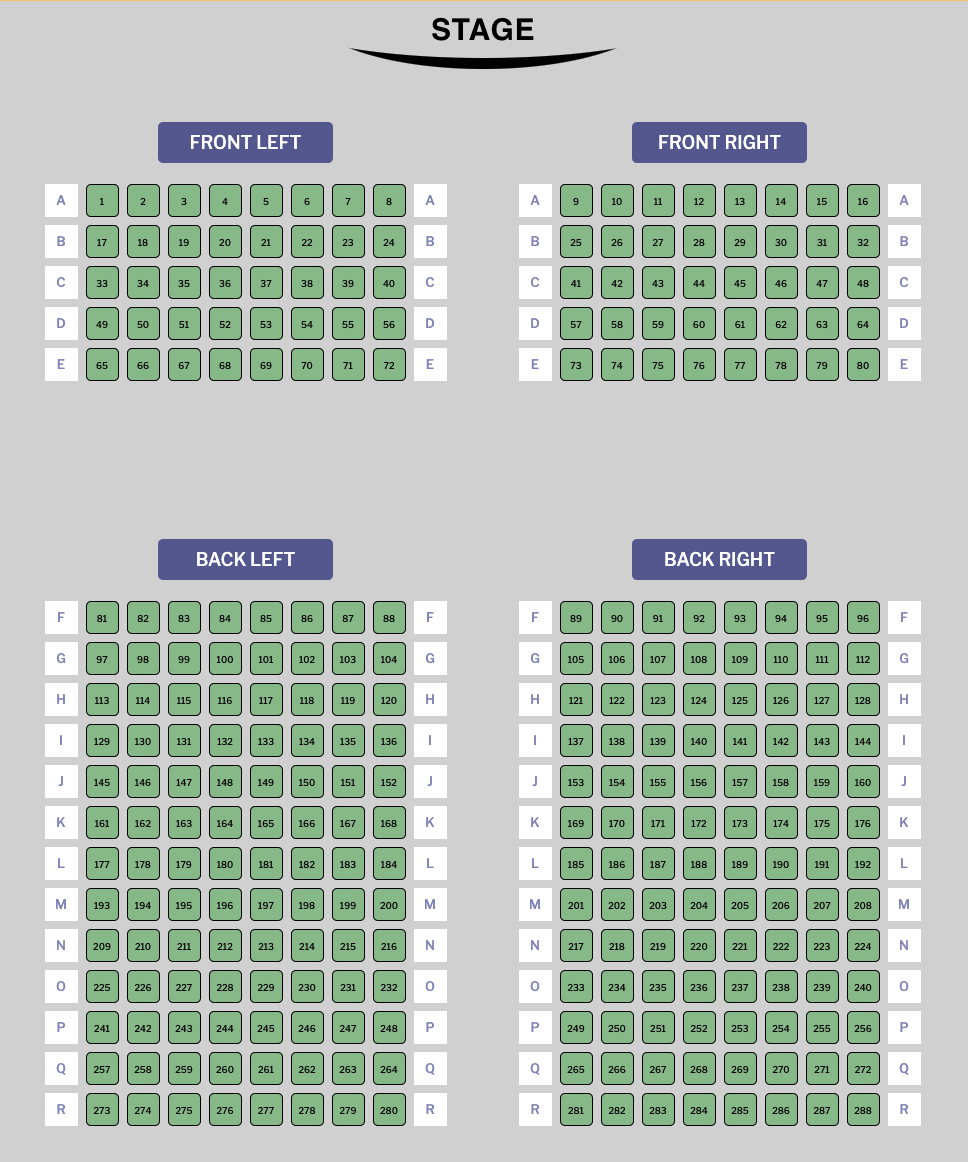 STAGE
FRONT LEFT FRONT RIGHT
A 1 2 3 4 5 6 7 8 A A 9 10 11 12 13 14 15 16 A
B 17 18 19 20 21 22 23 24 B B 25 26 27 28 29 30 31 32 B
C 33 34 35 36 37 38 39 40 C C 41 42 43 44 45 46 47 48 C
D 49 50 51 52 53 54 55 56 D D 57 58 59 60 61 62 63 64 D
E 65 66 67 68 69 70 71 72 E E 73 74 75 76 77 78 79 80 E
BACK LEFT BACK RIGHT
F 81 82 83 84 85 86 87 88 F F 89 90 91 92 93 94 95 96 F
G 97 98 99 100 101 102 103 104 G G 105 106 107 108 109 110 111 112 G
H 113 114 115 116 117 118 119 120 H H 121 122 123 124 125 126 127 128 H
I 129 130 131 132 133 134 135 136 I I 137 138 139 140 141 142 143 144 I
J 145 146 147 148 149 150 151 152 J J 153 154 155 156 157 158 159 160 J
K 161 162 163 164 165 166 167 168 K K 169 170 171 172 173 174 175 176 K
L 177 178 179 180 181 182 183 184 L L 185 186 187 188 189 190 191 192 L
M 193 194 195 196 197 198 199 200 M M 201 202 203 204 205 206 207 208 M
N 209 210 211 212 213 214 215 216 N N 217 218 219 220 221 222 223 224 N
O 225 226 227 228 229 230 231 232 O O 233 234 235 236 237 238 239 240 O
P 241 242 243 244 245 246 247 248 P P 249 250 251 252 253 254 255 256 P
Q 257 258 259 260 261 262 263 264 Q Q 265 266 267 268 269 270 271 272 Q
R 273 274 275 276 277 278 279 280 R R 281 282 283 284 285 286 287 288 R